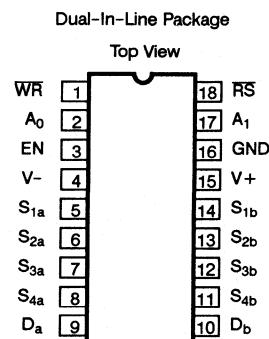 Dual-In-Line Package
Top View
W̅R̅ 1 18 R̅S̅
A₀ 2 17 A₁
EN 3 16 GND
V- 4 15 V+
S₁ₐ 5 14 S₁b
S₂ₐ 6 13 S₂b
S₃ₐ 7 12 S₃b
S₄ₐ 8 11 S₄b
Dₐ 9 10 Db